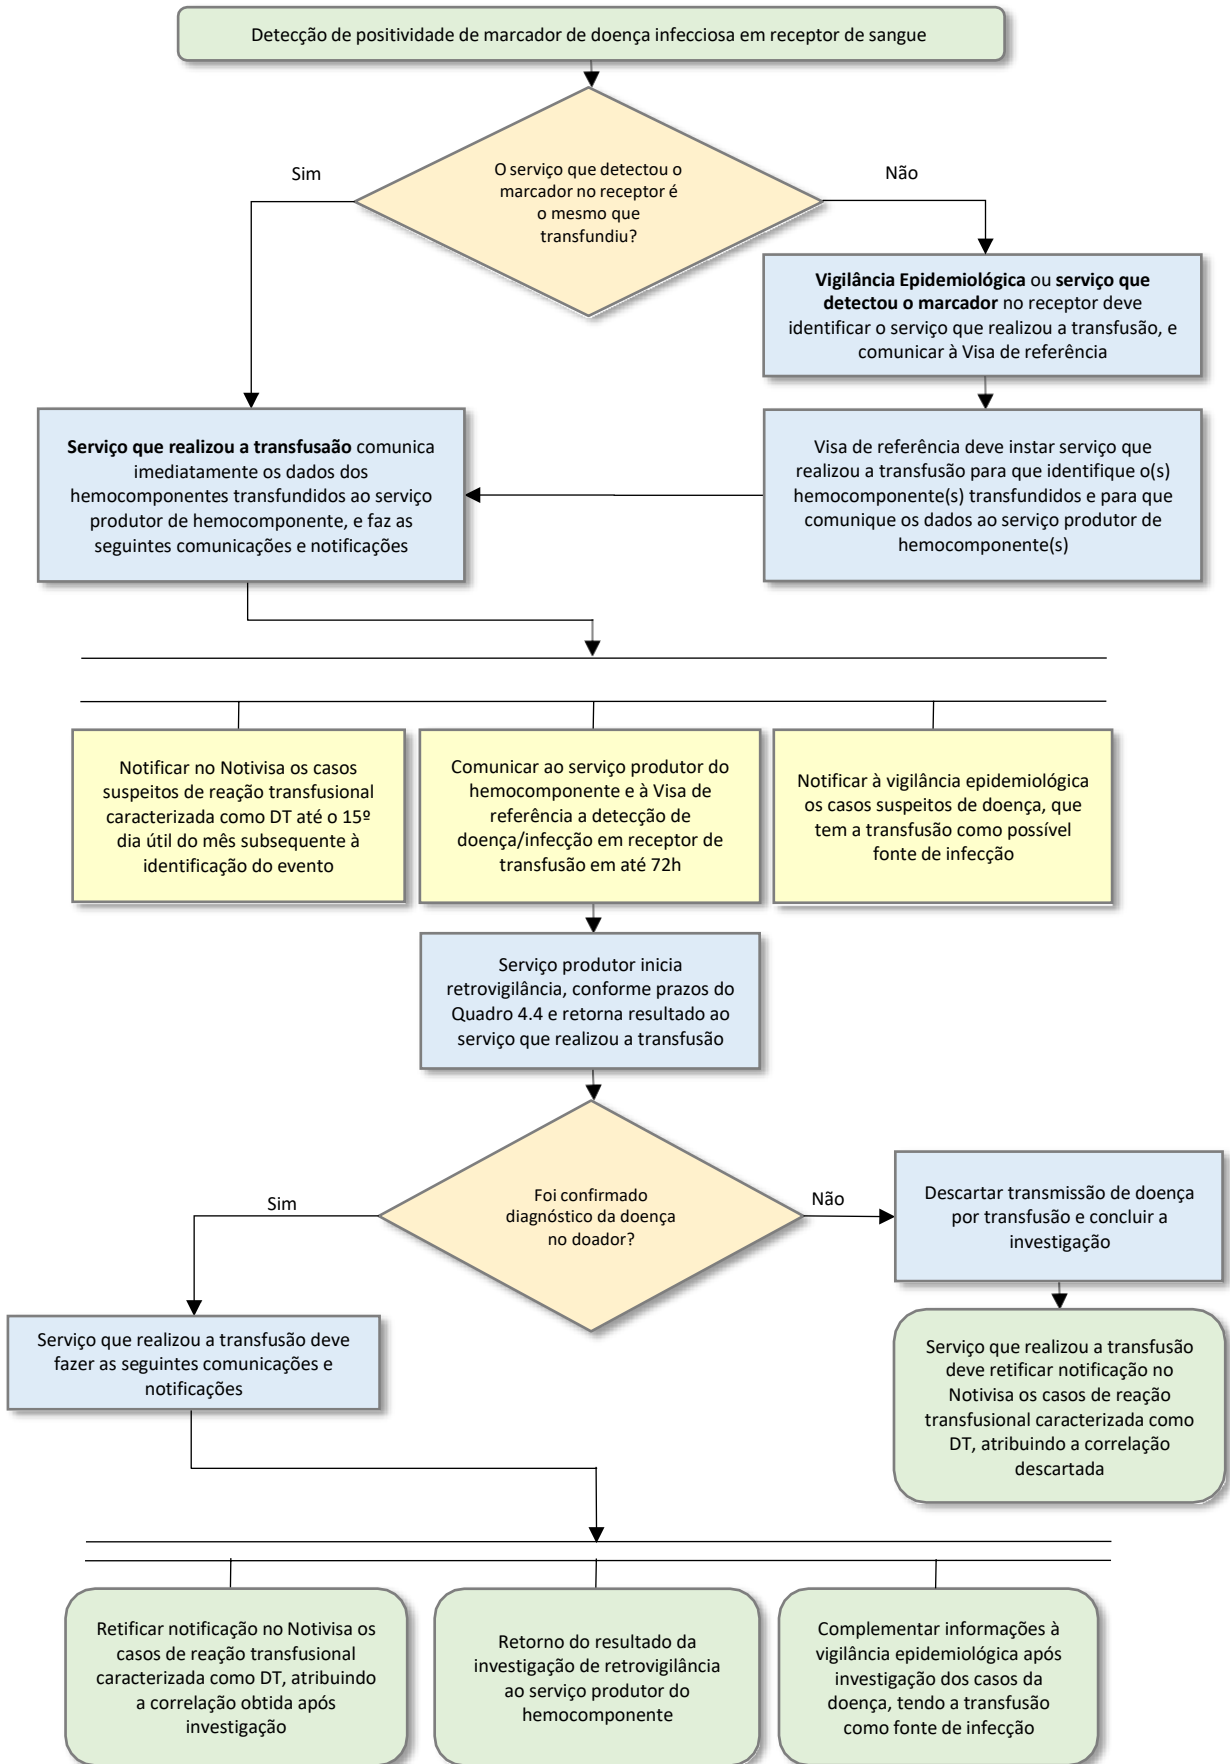 Detecção de positividade de marcador de doença infecciosa em receptor de sangue
O serviço que detectou o
marcador no receptor é
o mesmo que
transfundiu?
Sim
Não
Vigilância Epidemiológica ou serviço que
detectou o marcador no receptor deve
identificar o serviço que realizou a transfusão, e
comunicar à Visa de referência
Serviço que realizou a transfusaão comunica
imediatamente os dados dos
hemocomponentes transfundidos ao serviço
produtor de hemocomponente, e faz as
seguintes comunicações e notificações
Visa de referência deve instar serviço que
realizou a transfusão para que identifique o(s)
hemocomponente(s) transfundidos e para que
comunique os dados ao serviço produtor de
hemocomponente(s)
Notificar no Notivisa os casos
suspeitos de reação transfusional
caracterizada como DT até o 15º
dia útil do mês subsequente à
identificação do evento
Comunicar ao serviço produtor do
hemocomponente e à Visa de
referência a detecção de
doença/infecção em receptor de
transfusão em até 72h
Notificar à vigilância epidemiológica
os casos suspeitos de doença, que
tem a transfusão como possível
fonte de infecção
Serviço produtor inicia
retrovigilância, conforme prazos do
Quadro 4.4 e retorna resultado ao
serviço que realizou a transfusão
Foi confirmado
diagnóstico da doença
no doador?
Sim
Não
Descartar transmissão de doença
por transfusão e concluir a
investigação
Serviço que realizou a transfusão deve
fazer as seguintes comunicações e
notificações
Serviço que realizou a transfusão
deve retificar notificação no
Notivisa os casos de reação
transfusional caracterizada como
DT, atribuindo a correlação
descartada
Retificar notificação no Notivisa os
casos de reação transfusional
caracterizada como DT, atribuindo
a correlação obtida após
investigação
Retorno do resultado da
investigação de retrovigilância
ao serviço produtor do
hemocomponente
Complementar informações à
vigilância epidemiológica após
investigação dos casos da
doença, tendo a transfusão
como fonte de infecção